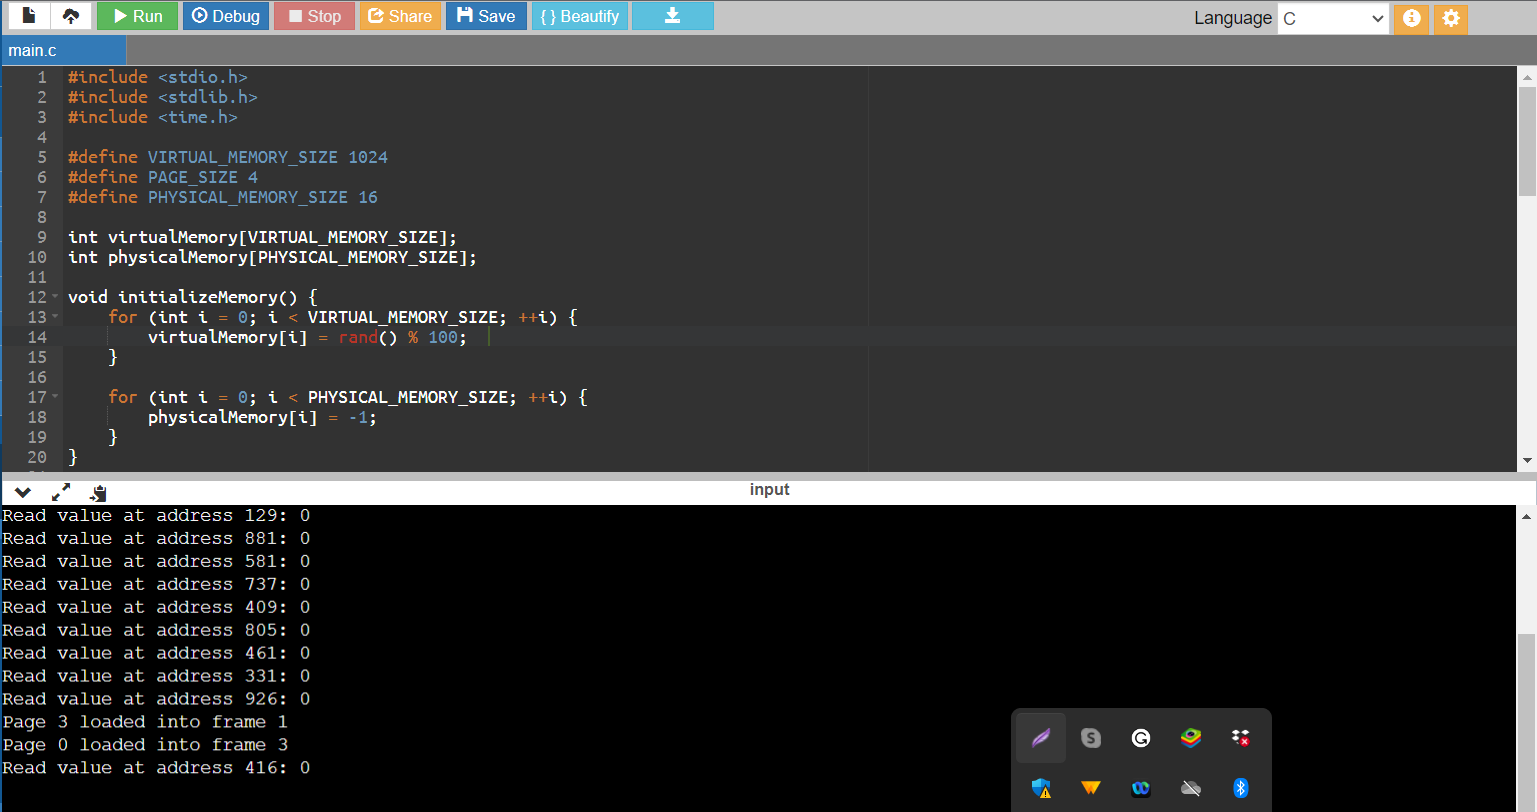 Run Debug Stop Share Save { } Beautify Language C
main.c
1 #include <stdio.h>
2 #include <stdlib.h>
3 #include <time.h>
4
5 #define VIRTUAL_MEMORY_SIZE 1024
6 #define PAGE_SIZE 4
7 #define PHYSICAL_MEMORY_SIZE 16
8
9 int virtualMemory[VIRTUAL_MEMORY_SIZE];
10 int physicalMemory[PHYSICAL_MEMORY_SIZE];
11
12 void initializeMemory() {
13 for (int i = 0; i < VIRTUAL_MEMORY_SIZE; ++i) {
14 virtualMemory[i] = rand() % 100;
15 }
16
17 for (int i = 0; i < PHYSICAL_MEMORY_SIZE; ++i) {
18 physicalMemory[i] = -1;
19 }
20 }
input
Read value at address 129: 0
Read value at address 881: 0
Read value at address 581: 0
Read value at address 737: 0
Read value at address 409: 0
Read value at address 805: 0
Read value at address 461: 0
Read value at address 331: 0
Read value at address 926: 0
Page 3 loaded into frame 1
Page 0 loaded into frame 3
Read value at address 416: 0